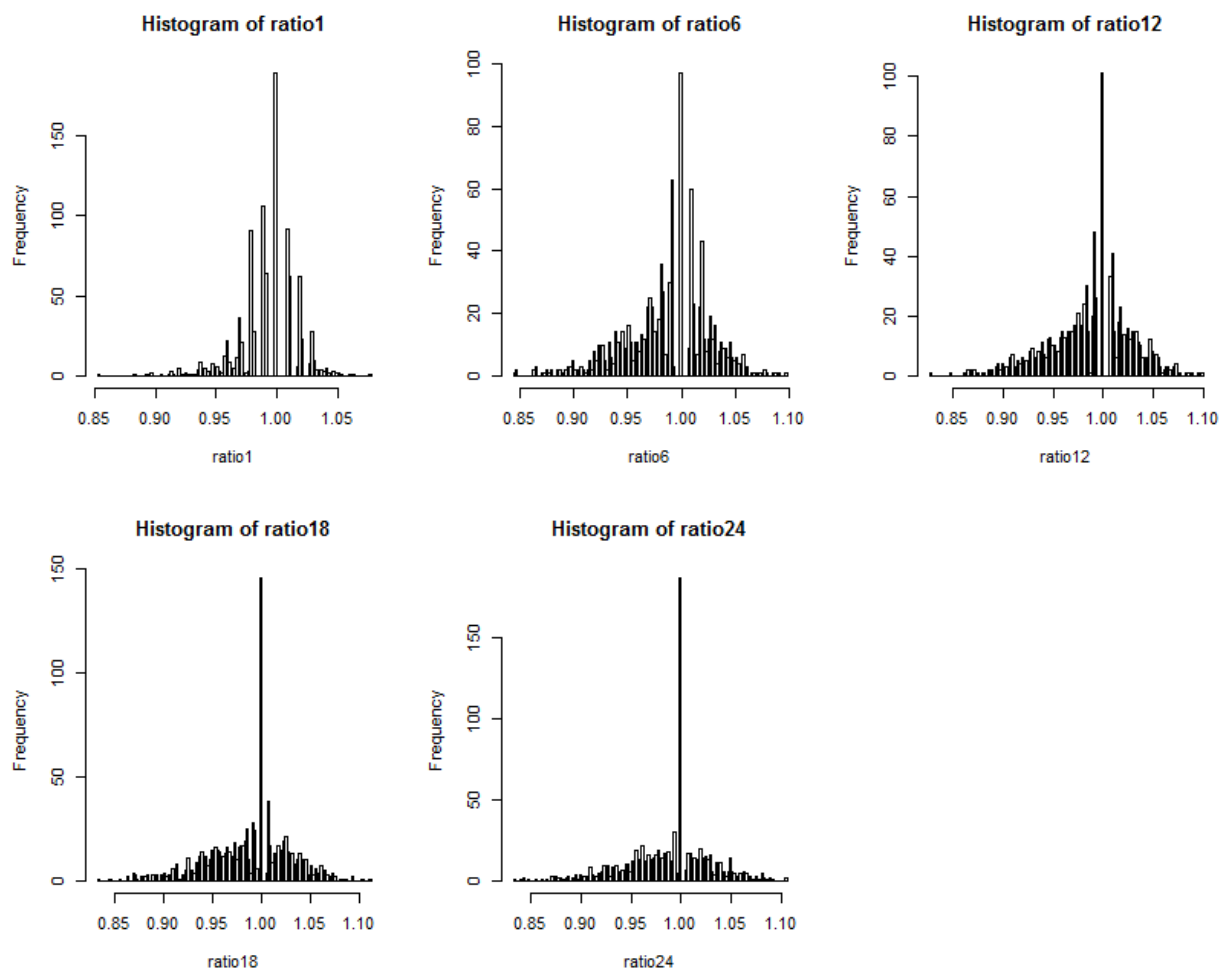 Histogram of ratio1
Frequency
150
100
50
0
0.85 0.90 0.95 1.00 1.05
ratio1
Histogram of ratio6
Frequency
100
80
60
40
20
0
0.85 0.90 0.95 1.00 1.05 1.10
ratio6
Histogram of ratio12
Frequency
100
80
60
40
20
0
0.85 0.90 0.95 1.00 1.05 1.10
ratio12
Histogram of ratio18
Frequency
150
100
50
0
0.85 0.90 0.95 1.00 1.05 1.10
ratio18
Histogram of ratio24
Frequency
150
100
50
0
0.85 0.90 0.95 1.00 1.05 1.10
ratio24